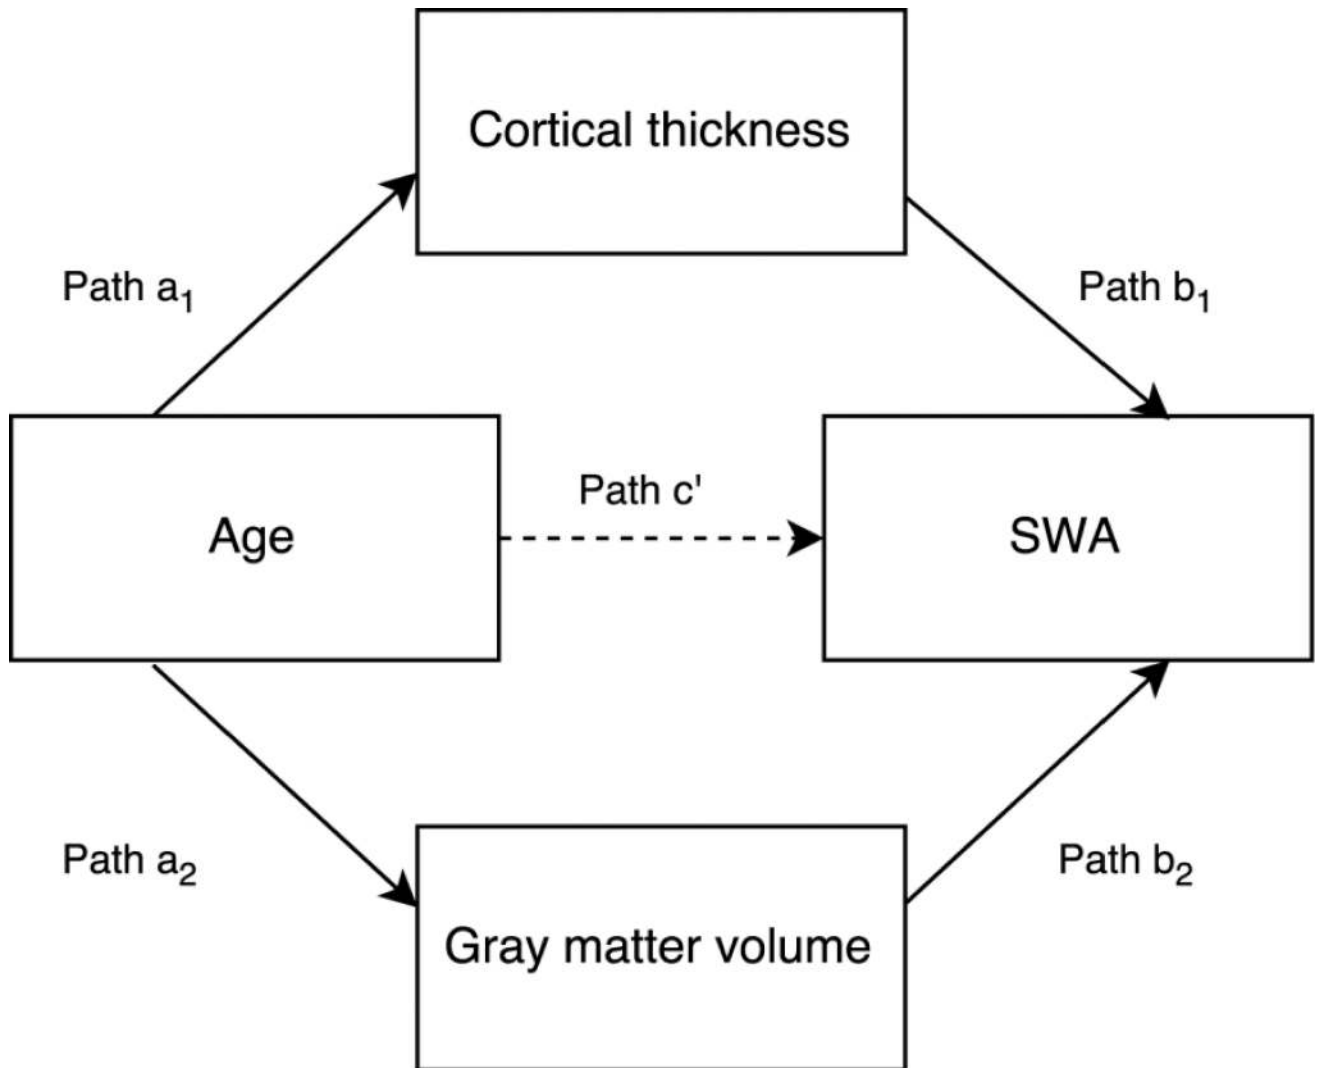 Cortical thickness
Path a₁
Path b₁
Path c'
Age
SWA
Path a₂
Path b₂
Gray matter volume